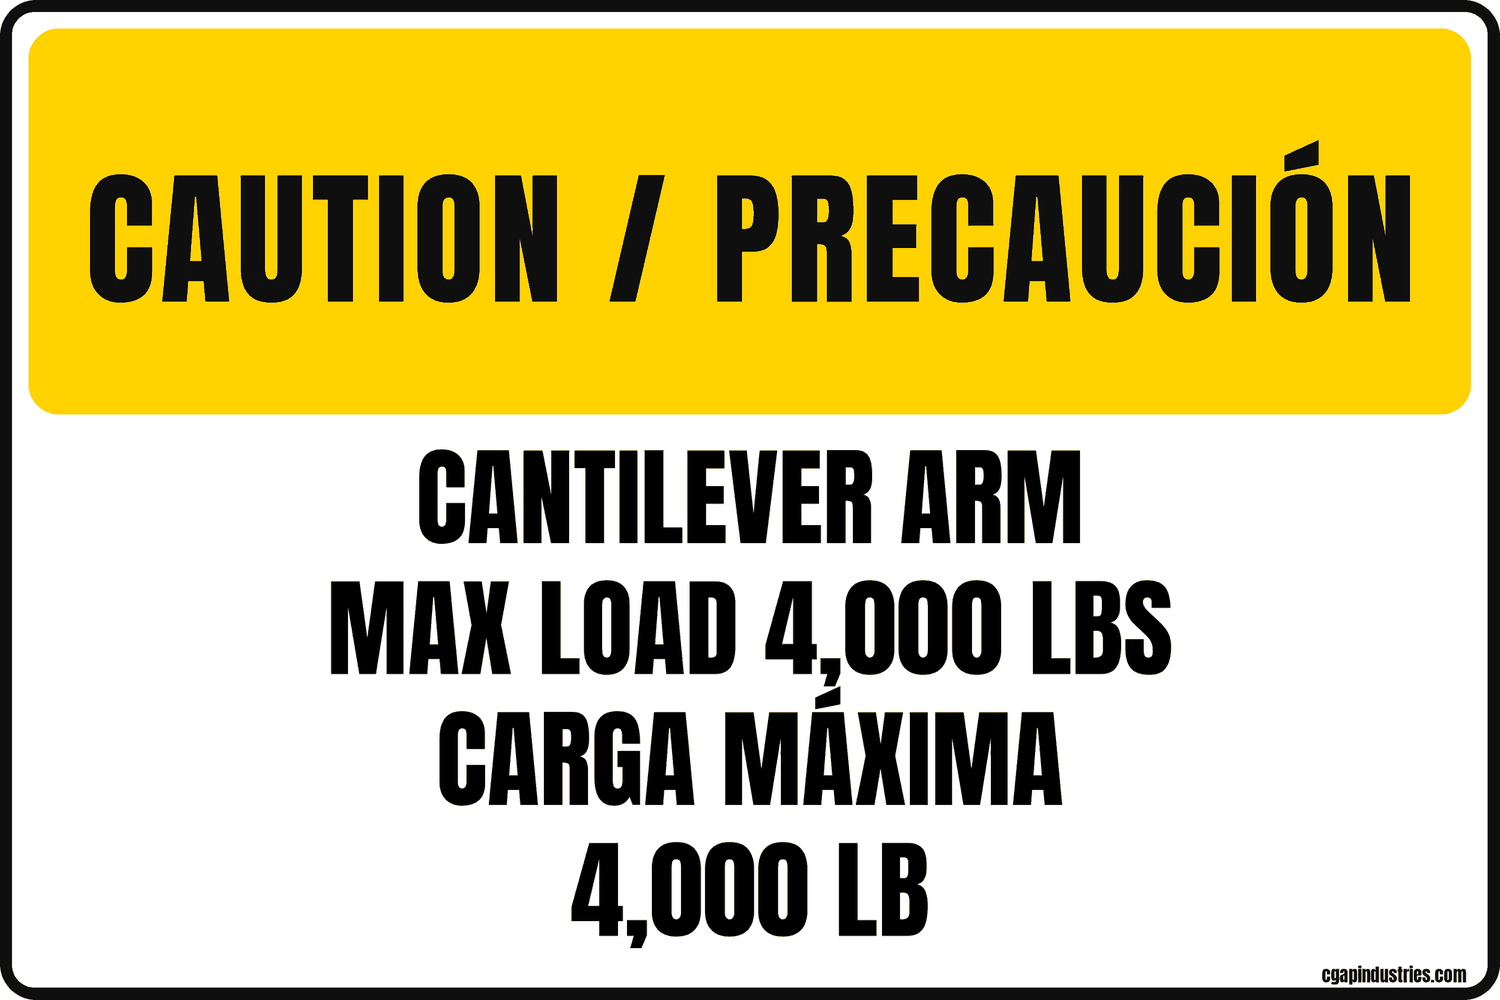 CAUTION / PRECAUCIÓN
CANTILEVER ARM
MAX LOAD 4,000 LBS
CARGA MÁXIMA
4,000 LB
cgapindustries.com